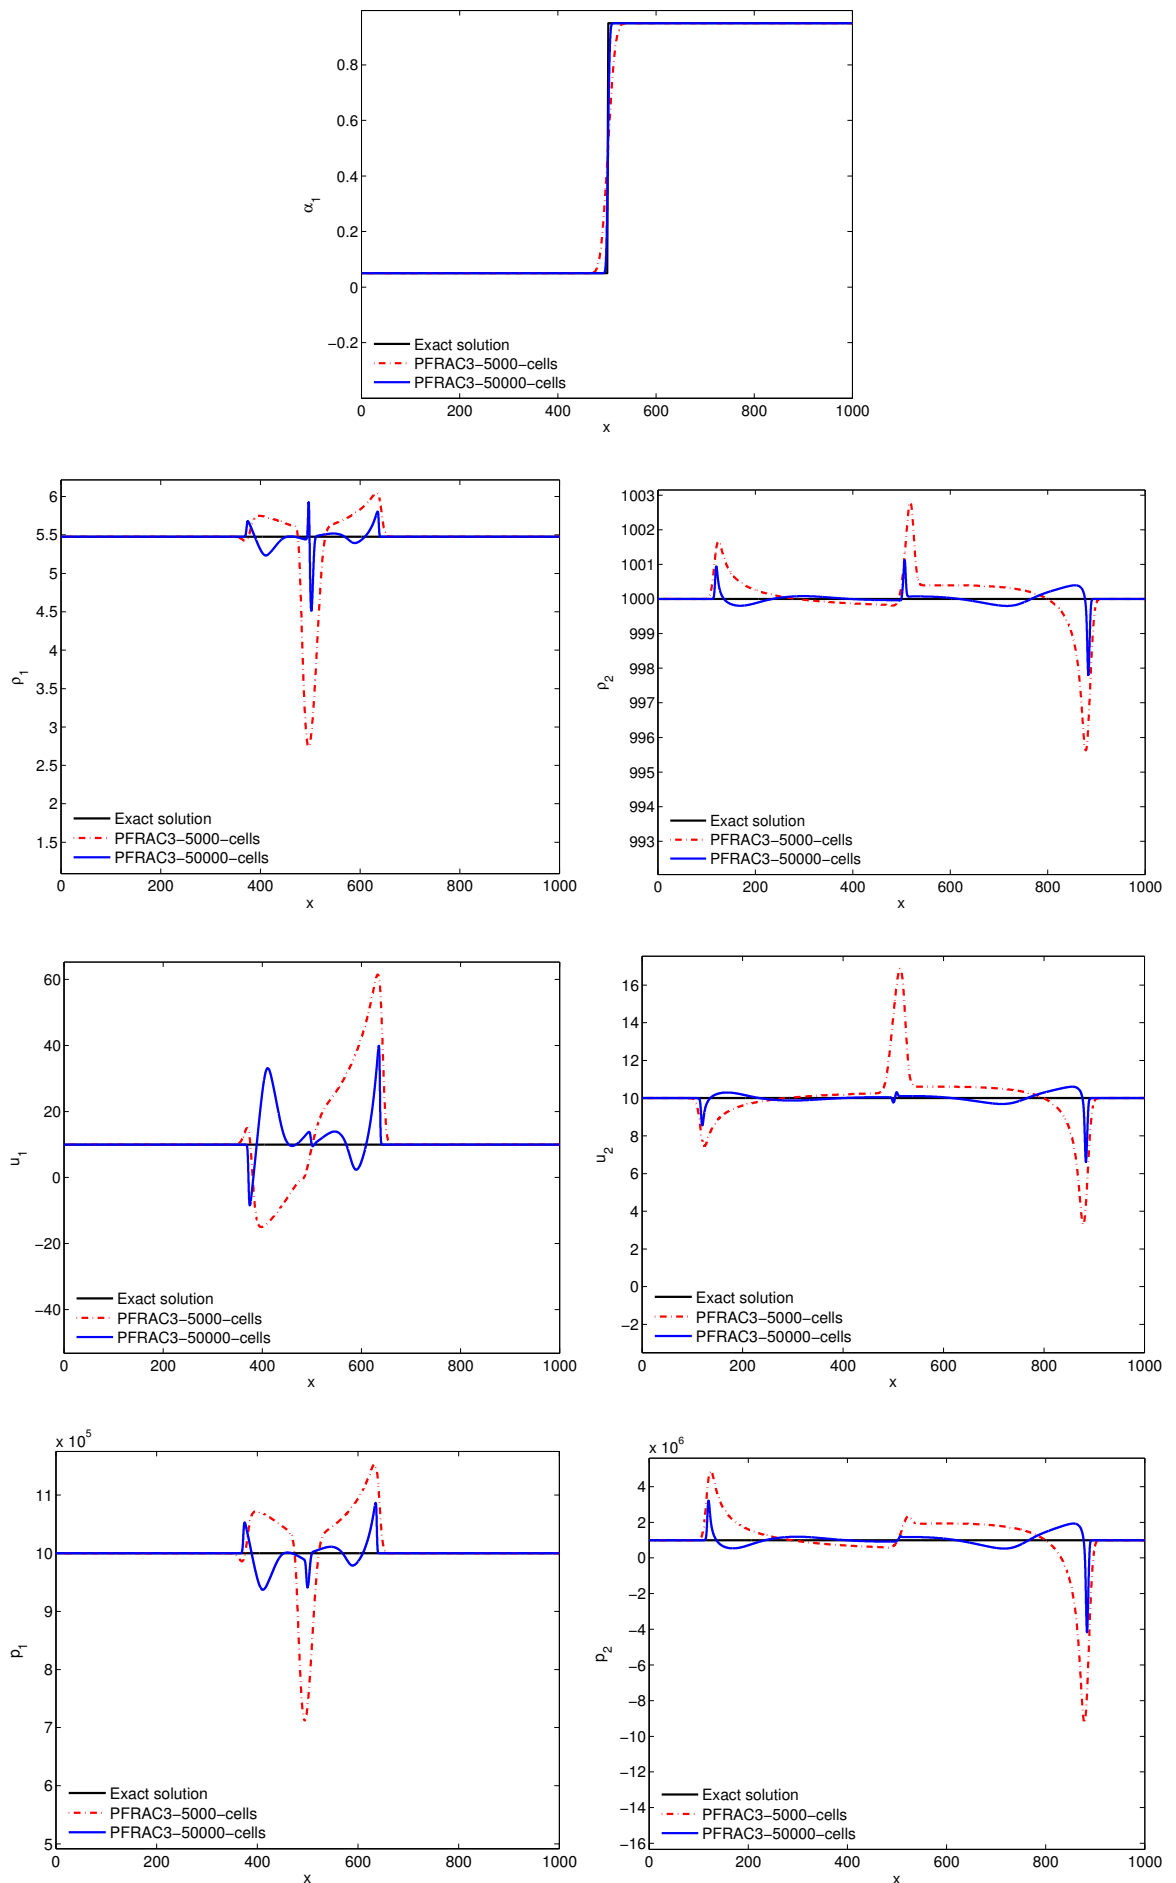 0.8
0.6
0.4
0.2
0
−0.2
α1
Exact solution
PFRAC3−5000−cells
PFRAC3−50000−cells
0 200 400 600 800 1000
x
6
5.5
5
4.5
4
3.5
3
2.5
2
1.5
ρ1
Exact solution
PFRAC3−5000−cells
PFRAC3−50000−cells
0 200 400 600 800 1000
x
1003
1002
1001
1000
999
998
997
996
995
994
993
ρ2
Exact solution
PFRAC3−5000−cells
PFRAC3−50000−cells
0 200 400 600 800 1000
x
60
40
20
0
−20
−40
u1
Exact solution
PFRAC3−5000−cells
PFRAC3−50000−cells
0 200 400 600 800 1000
x
16
14
12
10
8
6
4
2
0
−2
u2
Exact solution
PFRAC3−5000−cells
PFRAC3−50000−cells
0 200 400 600 800 1000
x
x 10^5
11
10
9
8
7
6
5
p1
Exact solution
PFRAC3−5000−cells
PFRAC3−50000−cells
0 200 400 600 800 1000
x
x 10^6
4
2
0
−2
−4
−6
−8
−10
−12
−14
−16
p2
Exact solution
PFRAC3−5000−cells
PFRAC3−50000−cells
0 200 400 600 800 1000
x